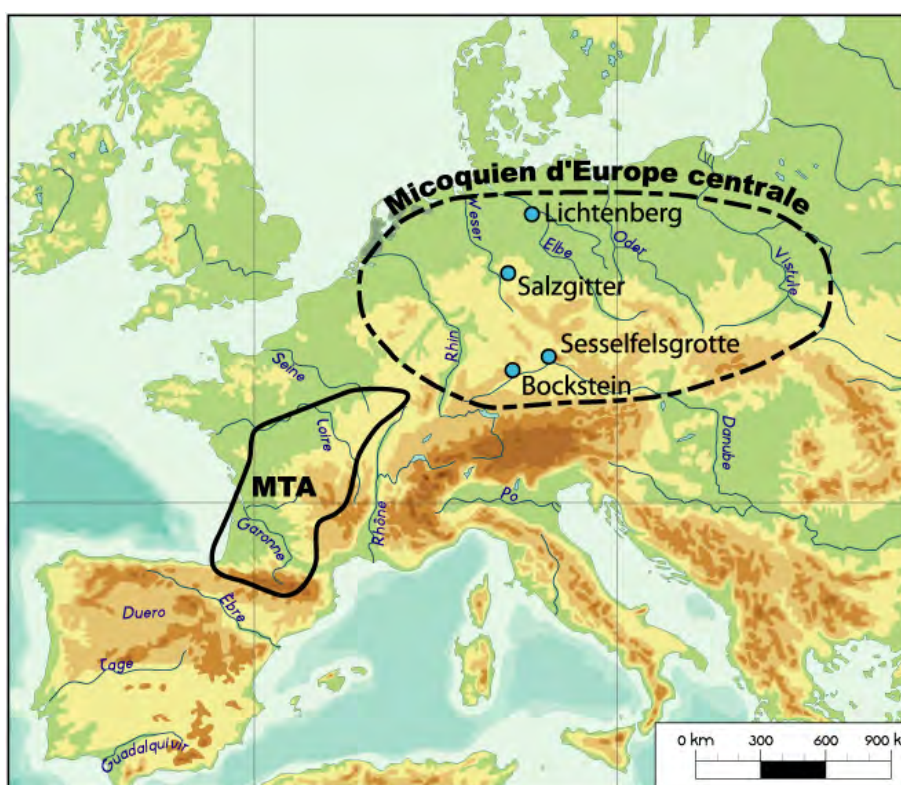 Micoquien d'Europe centrale
Weser
Lichtenberg
Elbe
Oder
Vistule
Salzgitter
Rhin
Sesselfelsgrotte
Bockstein
Seine
Loire
Danube
MTA
Po
Garonne
Rhône
Èbre
Duero
Tage
Guadalquivir
0 km 300 600 900 k